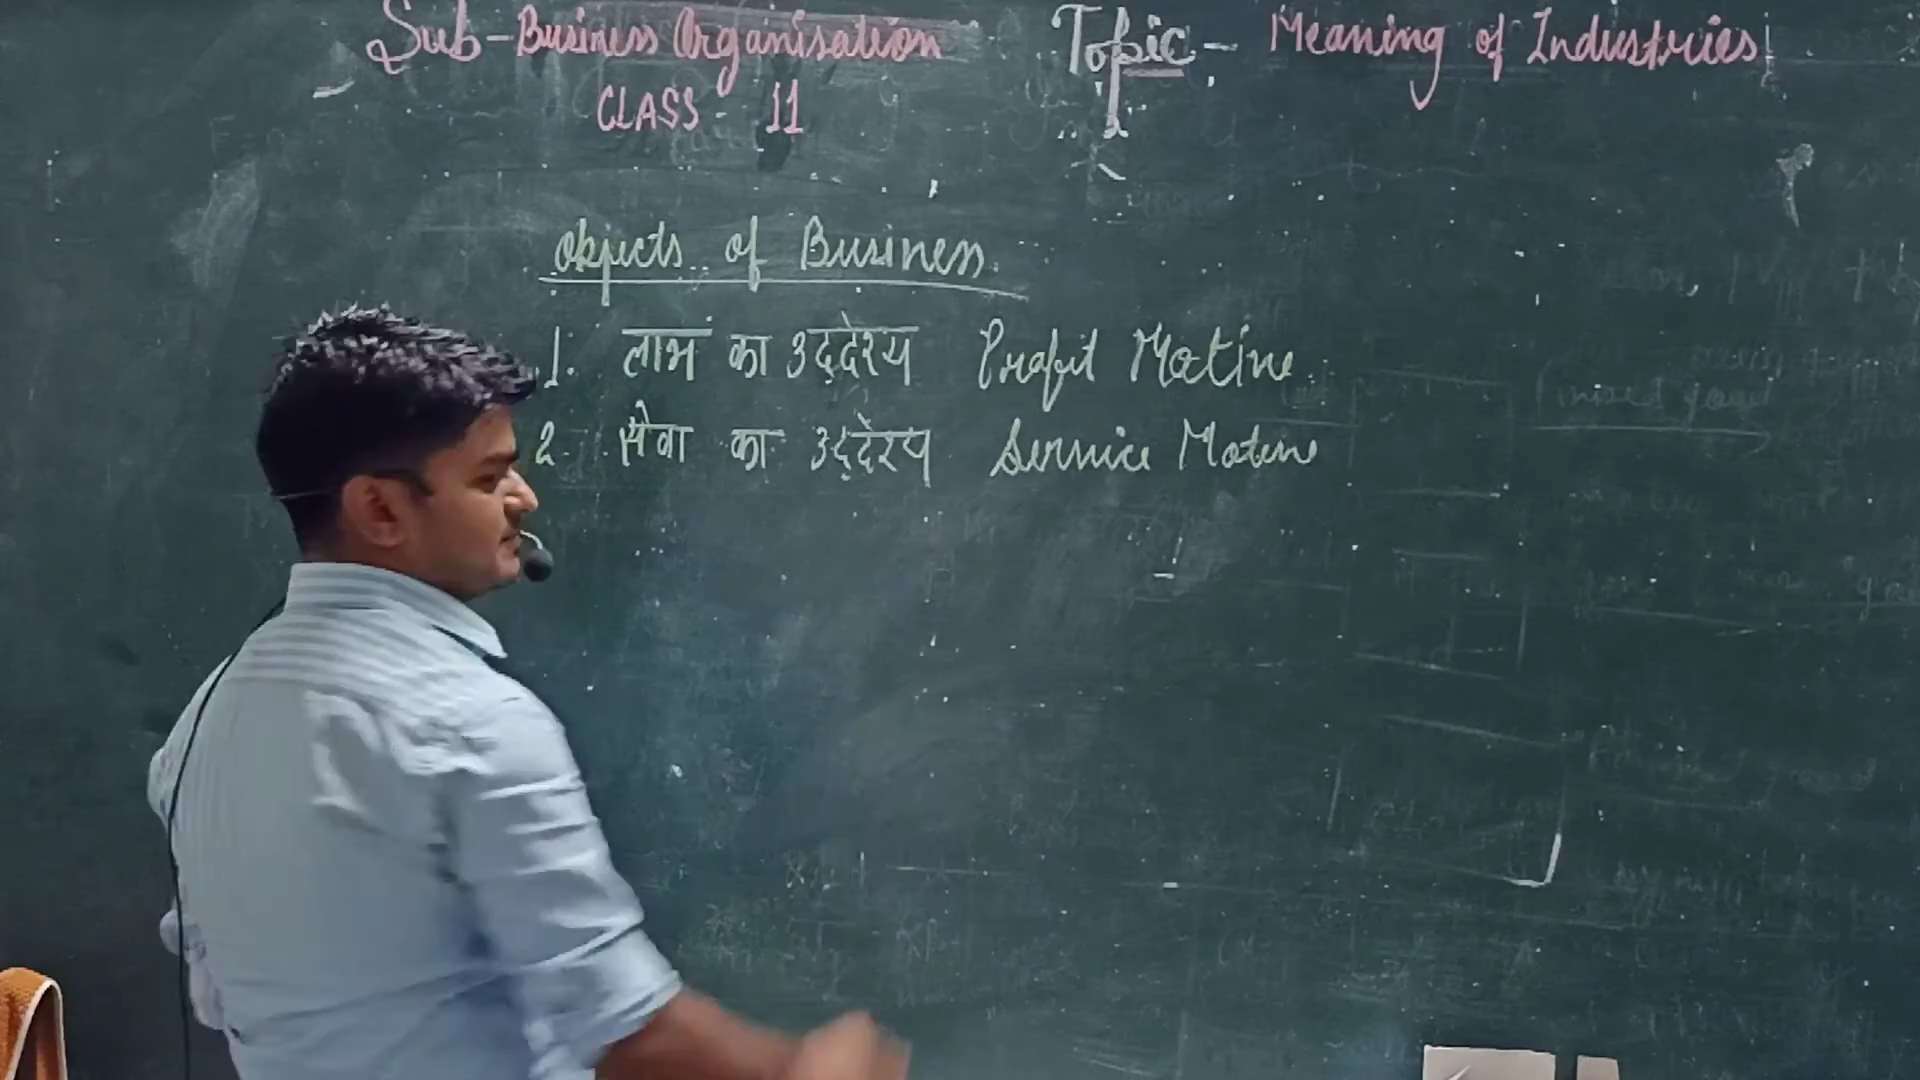 Sub-Business Organisation
CLASS - 11
Topic - Meaning of Industries
Objects of Business
1. लाभ का उद्देश्य Profit Motive
2. सेवा का उद्देश्य Service Motive